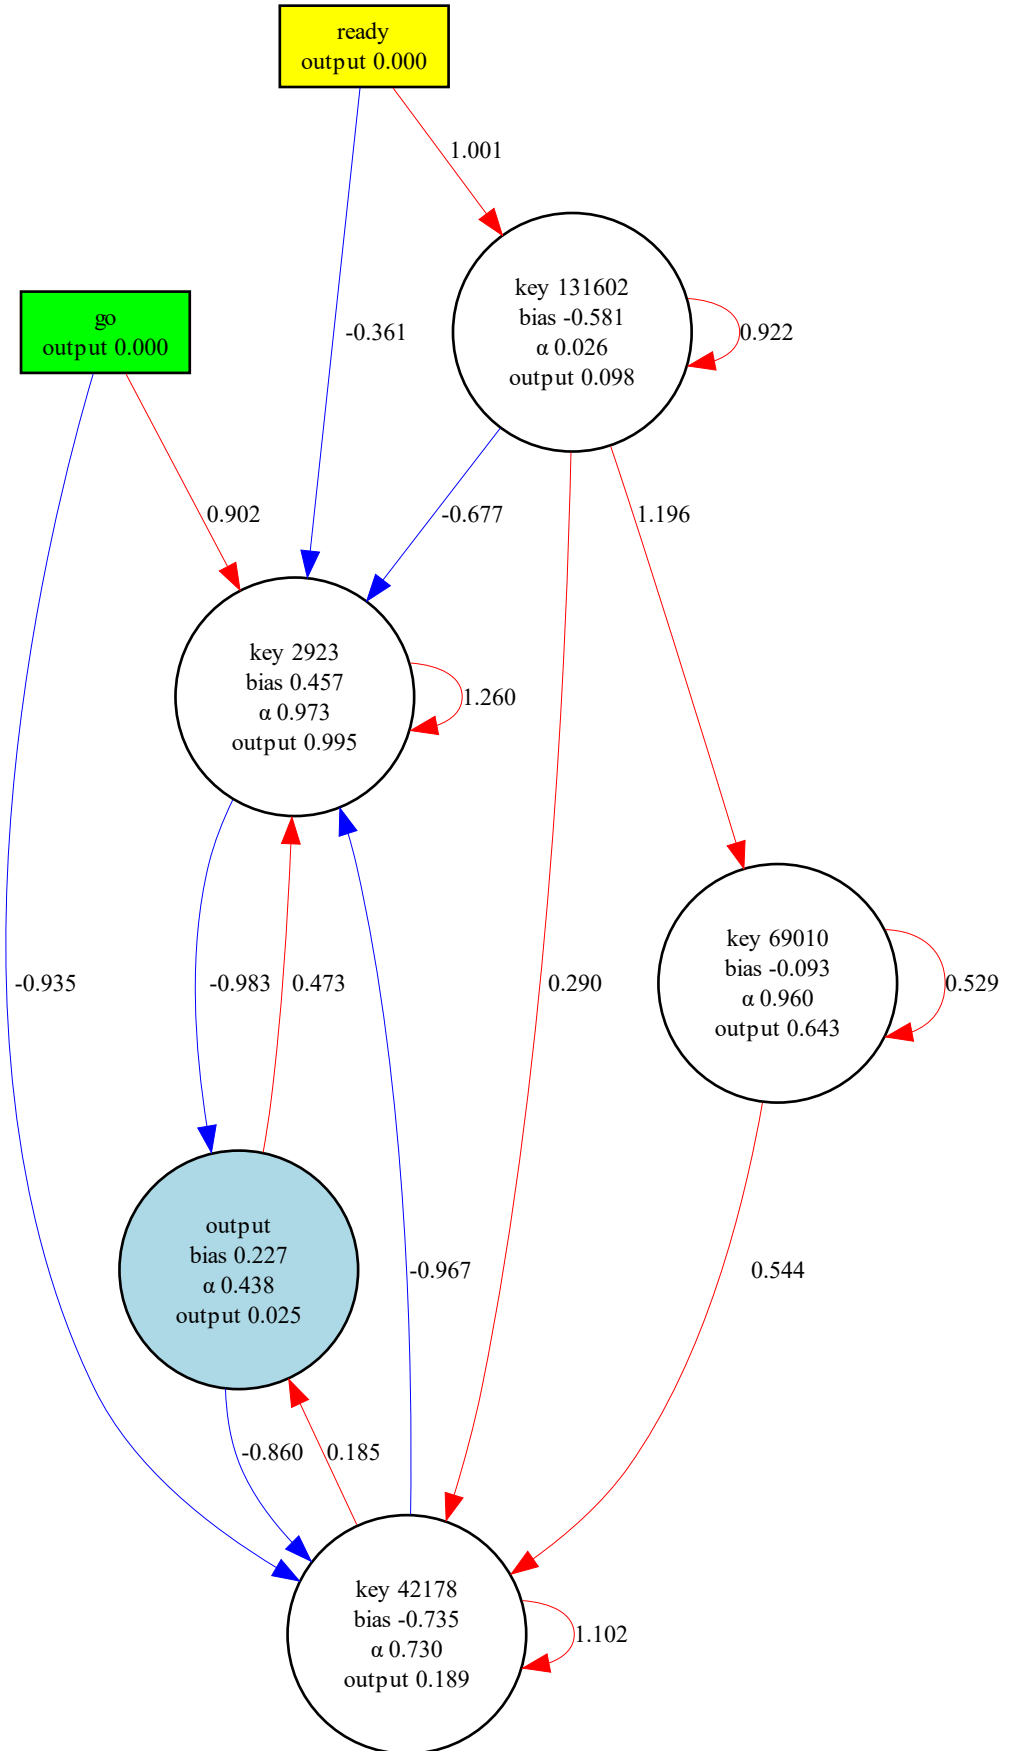 ready
output 0.000
1.001
go
output 0.000
key 131602
bias -0.581
α 0.026
output 0.098
0.922
-0.361
0.902
-0.677
1.196
key 2923
bias 0.457
α 0.973
output 0.995
1.260
key 69010
bias -0.093
α 0.960
output 0.643
0.529
-0.935
-0.983
0.473
0.290
output
bias 0.227
α 0.438
output 0.025
-0.967
0.544
-0.860
0.185
key 42178
bias -0.735
α 0.730
output 0.189
1.102